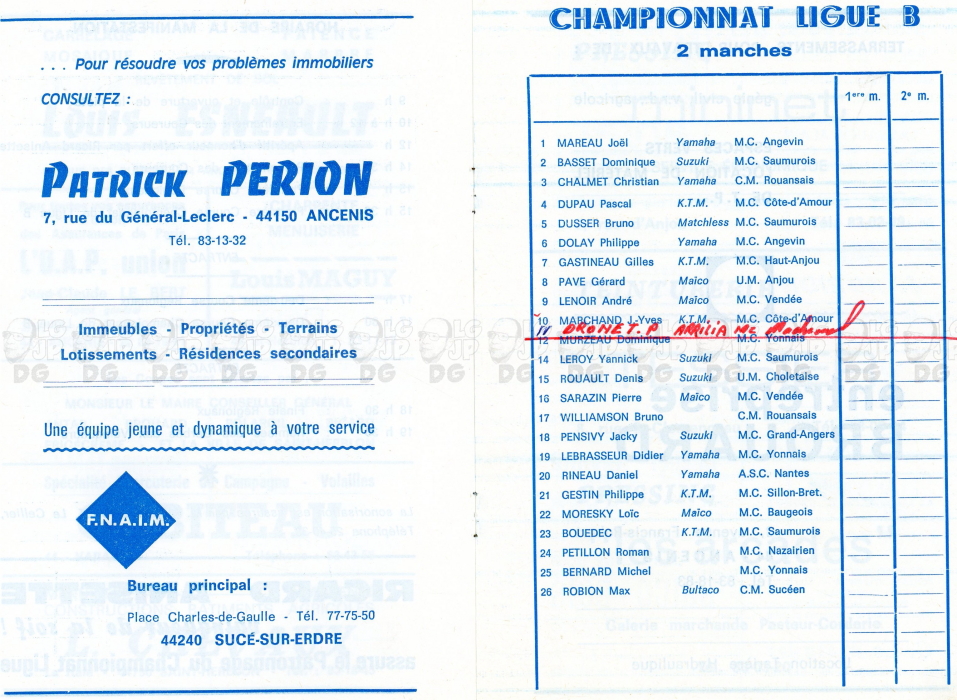 . . . Pour résoudre vos problèmes immobiliers
CONSULTEZ :
PATRICK PERION
7, rue du Général-Leclerc - 44150 ANCENIS
Tél. 83-13-32
Immeubles - Propriétés - Terrains
Lotissements - Résidences secondaires
Une équipe jeune et dynamique à votre service
F.N.A.I.M.
Bureau principal :
Place Charles-de-Gaulle - Tél. 77-75-50
44240 SUCÉ-SUR-ERDRE
CHAMPIONNAT LIGUE B
2 manches
1ere m. 2e m.
1 MAREAU Joël Yamaha M.C. Angevin
2 BASSET Dominique Suzuki M.C. Saumurois
3 CHALMET Christian Yamaha C.M. Rouansais
4 DUPAU Pascal K.T.M. M.C. Côte-d'Amour
5 DUSSER Bruno Matchless M.C. Saumurois
6 DOLAY Philippe Yamaha M.C. Angevin
7 GASTINEAU Gilles K.T.M. M.C. Haut-Anjou
8 PAVE Gérard Maïco U.M. Anjou
9 LENOIR André Maïco M.C. Vendée
10 MARCHAND J.-Yves K.T.M. M.C. Côte-d'Amour
DRONET. P APRILIA MC
12 MURZEAU Dominique M.C. Yonnais
14 LEROY Yannick Suzuki M.C. Saumurois
15 ROUAULT Denis Suzuki U.M. Choletaise
16 SARAZIN Pierre Maïco M.C. Vendée
17 WILLIAMSON Bruno C.M. Rouansais
18 PENSIVY Jacky Suzuki M.C. Grand-Angers
19 LEBRASSEUR Didier Yamaha M.C. Yonnais
20 RINEAU Daniel Yamaha A.S.C. Nantes
21 GESTIN Philippe K.T.M. M.C. Sillon-Bret.
22 MORESKY Loïc Maïco M.C. Baugeois
23 BOUEDEC K.T.M. M.C. Saumurois
24 PETILLON Roman M.C. Nazairien
25 BERNARD Michel M.C. Yonnais
26 ROBION Max Bultaco C.M. Sucéen